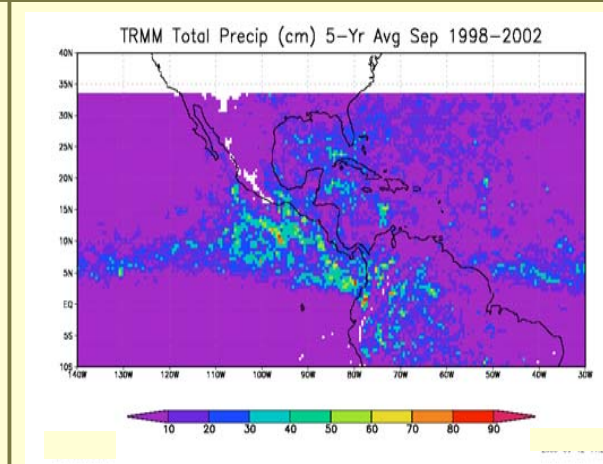 TRMM Total Precip (cm) 5-Yr Avg Sep 1998-2002
40N
35N
30N
25N
20N
15N
10N
5N
EQ
5S
10S
140W 130W 120W 110W 100W 90W 80W 70W 60W 50W 40W 30W
10 20 30 40 50 60 70 80 90